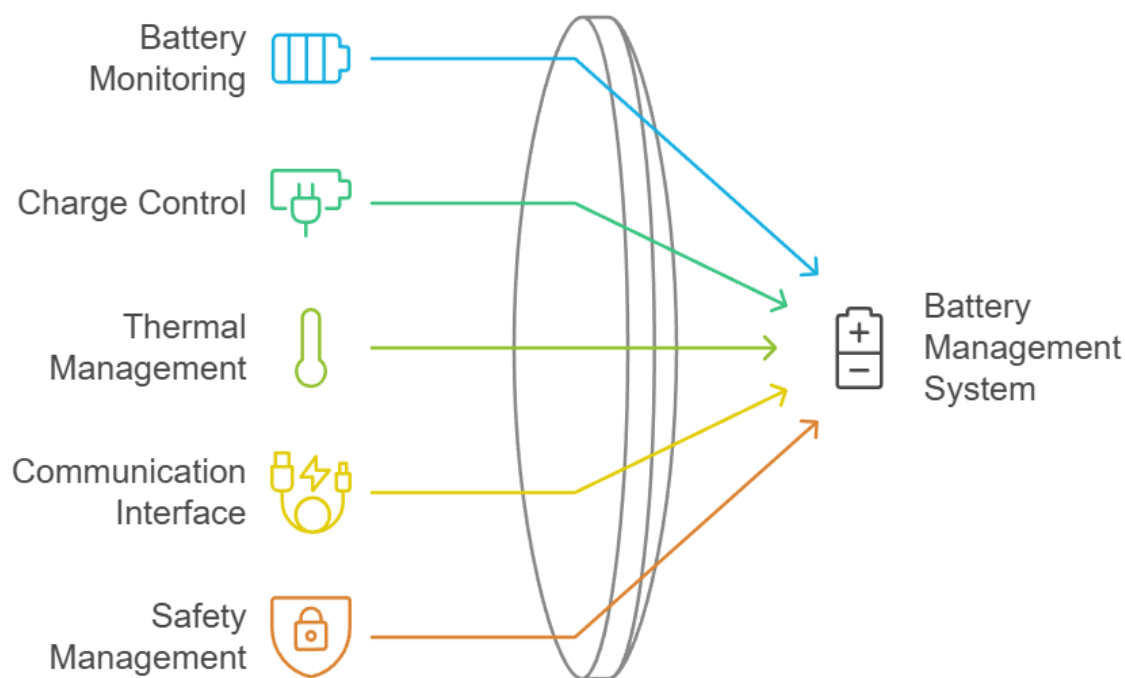 Battery
Monitoring
Charge Control
Thermal
Management
Communication
Interface
Safety
Management
Battery
Management
System